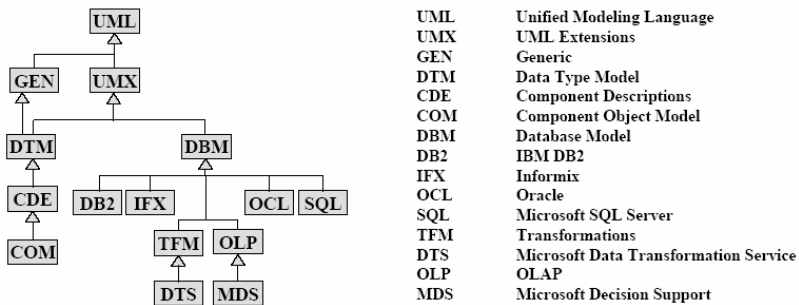 UML
GEN UMX
DTM DBM
CDE DB2 IFX OCL SQL
COM TFM OLP
DTS MDS
UML Unified Modeling Language
UMX UML Extensions
GEN Generic
DTM Data Type Model
CDE Component Descriptions
COM Component Object Model
DBM Database Model
DB2 IBM DB2
IFX Informix
OCL Oracle
SQL Microsoft SQL Server
TFM Transformations
DTS Microsoft Data Transformation Service
OLP OLAP
MDS Microsoft Decision Support